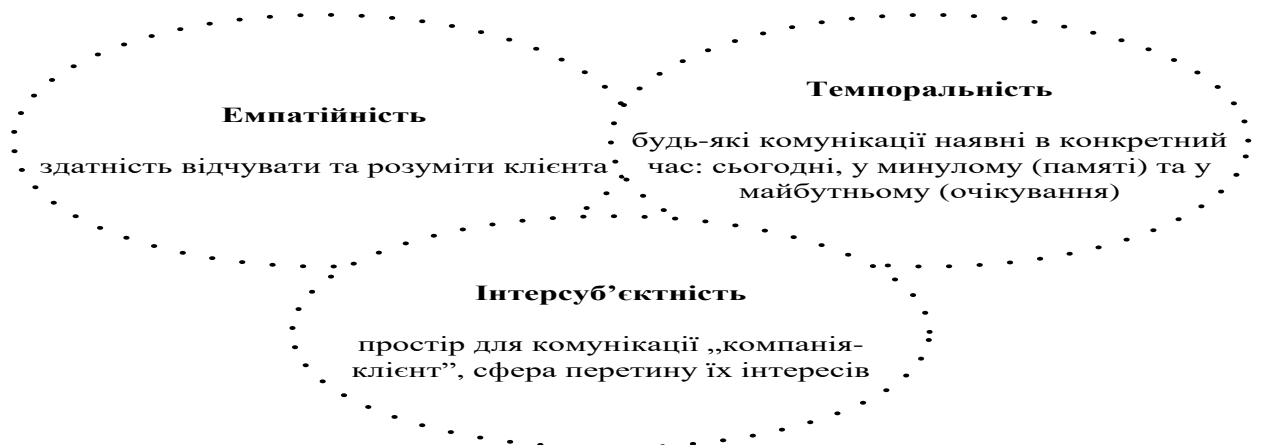 Емпатійність
здатність відчувати та розуміти клієнта
Темпоральність
будь-які комунікації наявні в конкретний
час: сьогодні, у минулому (памяті) та у
майбутньому (очікування)
Інтерсуб’єктність
простір для комунікації „компанія-
клієнт”, сфера перетину їх інтересів